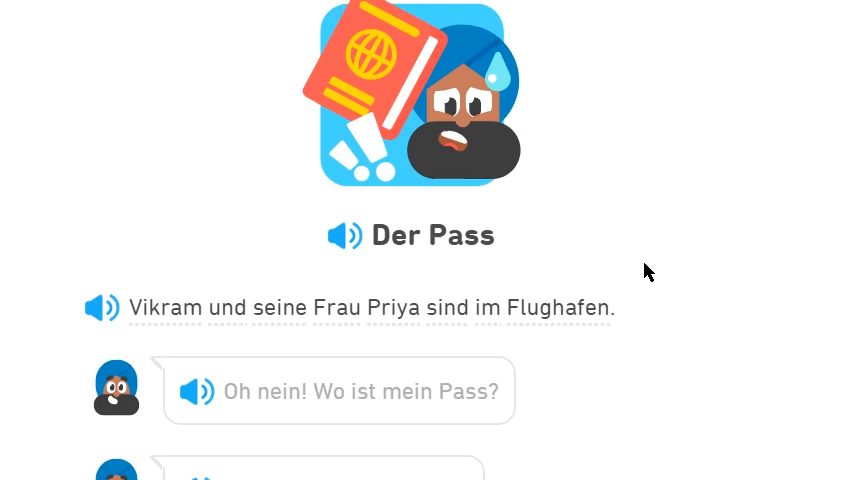 Der Pass
Vikram und seine Frau Priya sind im Flughafen.
Oh nein! Wo ist mein Pass?